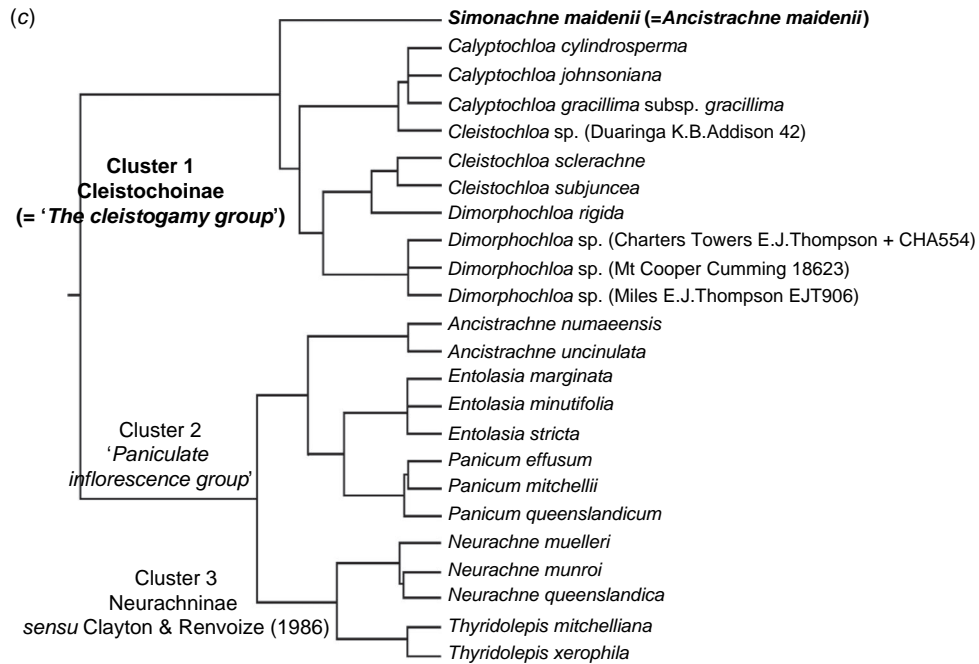 (c)
Simonachne maidenii (=Ancistrachne maidenii)
Calyptochloa cylindrosperma
Calyptochloa johnsoniana
Calyptochloa gracillima subsp. gracillima
Cleistochloa sp. (Duaringa K.B.Addison 42)
Cleistochloa sclerachne
Cleistochloa subjuncea
Dimorphochloa rigida
Dimorphochloa sp. (Charters Towers E.J.Thompson + CHA554)
Dimorphochloa sp. (Mt Cooper Cumming 18623)
Dimorphochloa sp. (Miles E.J.Thompson EJT906)
Ancistrachne numaeensis
Ancistrachne uncinulata
Entolasia marginata
Entolasia minutifolia
Entolasia stricta
Panicum effusum
Panicum mitchellii
Panicum queenslandicum
Neurachne muelleri
Neurachne munroi
Neurachne queenslandica
Thyridolepis mitchelliana
Thyridolepis xerophila
Cluster 1
Cleistochoinae
(= ‘The cleistogamy group’)
Cluster 2
‘Paniculate
inflorescence group’
Cluster 3
Neurachninae
sensu Clayton & Renvoize (1986)